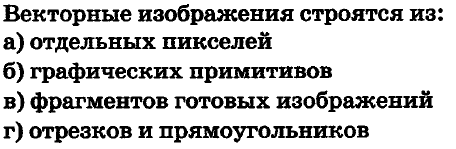 Векторные изображения строятся из:
а) отдельных пикселей
б) графических примитивов
в) фрагментов готовых изображений
г) отрезков и прямоугольников